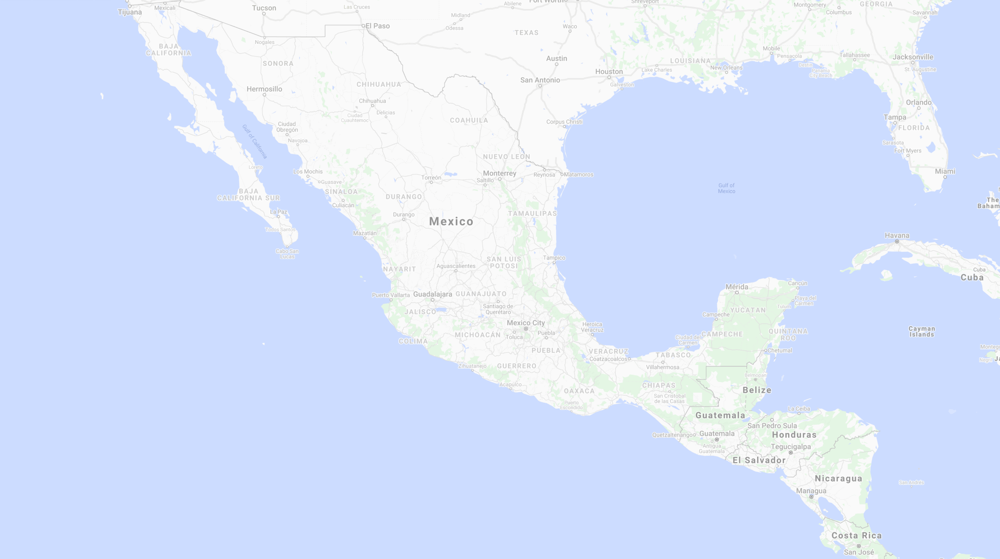 Tijuana
Mexicali
Tucson
Las Cruces
Abilene
Fort Worth
Shreveport
Montgomery
Columbus
GEORGIA
Savannah
Midland
Odessa
El Paso
Waco
TEXAS
Nogales
BAJA
CALIFORNIA
SONORA
Austin
Mobile
Pensacola
Tallahassee
Jacksonville
LOUISIANA
Destin
Panama
City Beach
St. Augustine
Houston
Lake Charles
New Orleans
San Antonio
Galveston
CHIHUAHUA
Hermosillo
Chihuahua
Orlando
Ciudad
Cuauhtemoc
Delicias
COAHUILA
Corpus Christi
Tampa
FLORIDA
Ciudad
Obregón
Gulf of California
Navojoa
Sarasota
Fort Myers
NUEVO LEON
Loreto
Los Mochis
Guasave
Torreón
Monterrey
Saltillo
Reynosa
Matamoros
Miami
BAJA
CALIFORNIA SUR
SINALOA
Culiacán
DURANGO
Gulf of
Mexico
The
Baham
La Paz
Durango
TAMAULIPAS
Mexico
Todos Santos
Mazatlán
Havana
Cabo San
Lucas
Tampico
SAN LUIS
POTOSI
NAYARIT
Aguascalientes
Cuba
Cuba
Cancún
Mérida
Puerto Vallarta
Guadalajara
GUANAJUATO
Playa del
Carmen
Tulum
YUCATAN
Santiago de
Querétaro
JALISCO
Campeche
Mexico City
Heroica
Veracruz
Cayman
Islands
MICHOACÁN
Toluca
Puebla
CAMPECHE
QUINTANA
ROO
Ciudad del
Carmen
COLIMA
PUEBLA
VERACRUZ
Coatzacoalcos
TABASCO
Chetumal
Monteg
Negril
Ja
Zihuatanejo
GUERRERO
Villahermosa
Belmopan
Acapulco
OAXACA
CHIAPAS
Belize
San Cristobal
de las Casas
Puerto
Escondido
La Ceiba
Guatemala
San Pedro Sula
Quetzaltenango
Guatemala
Honduras
Antigua
Guatemala
Tegucigalpa
El Salvador
Nicaragua
San Andrés
Managua
Costa Rica
San José